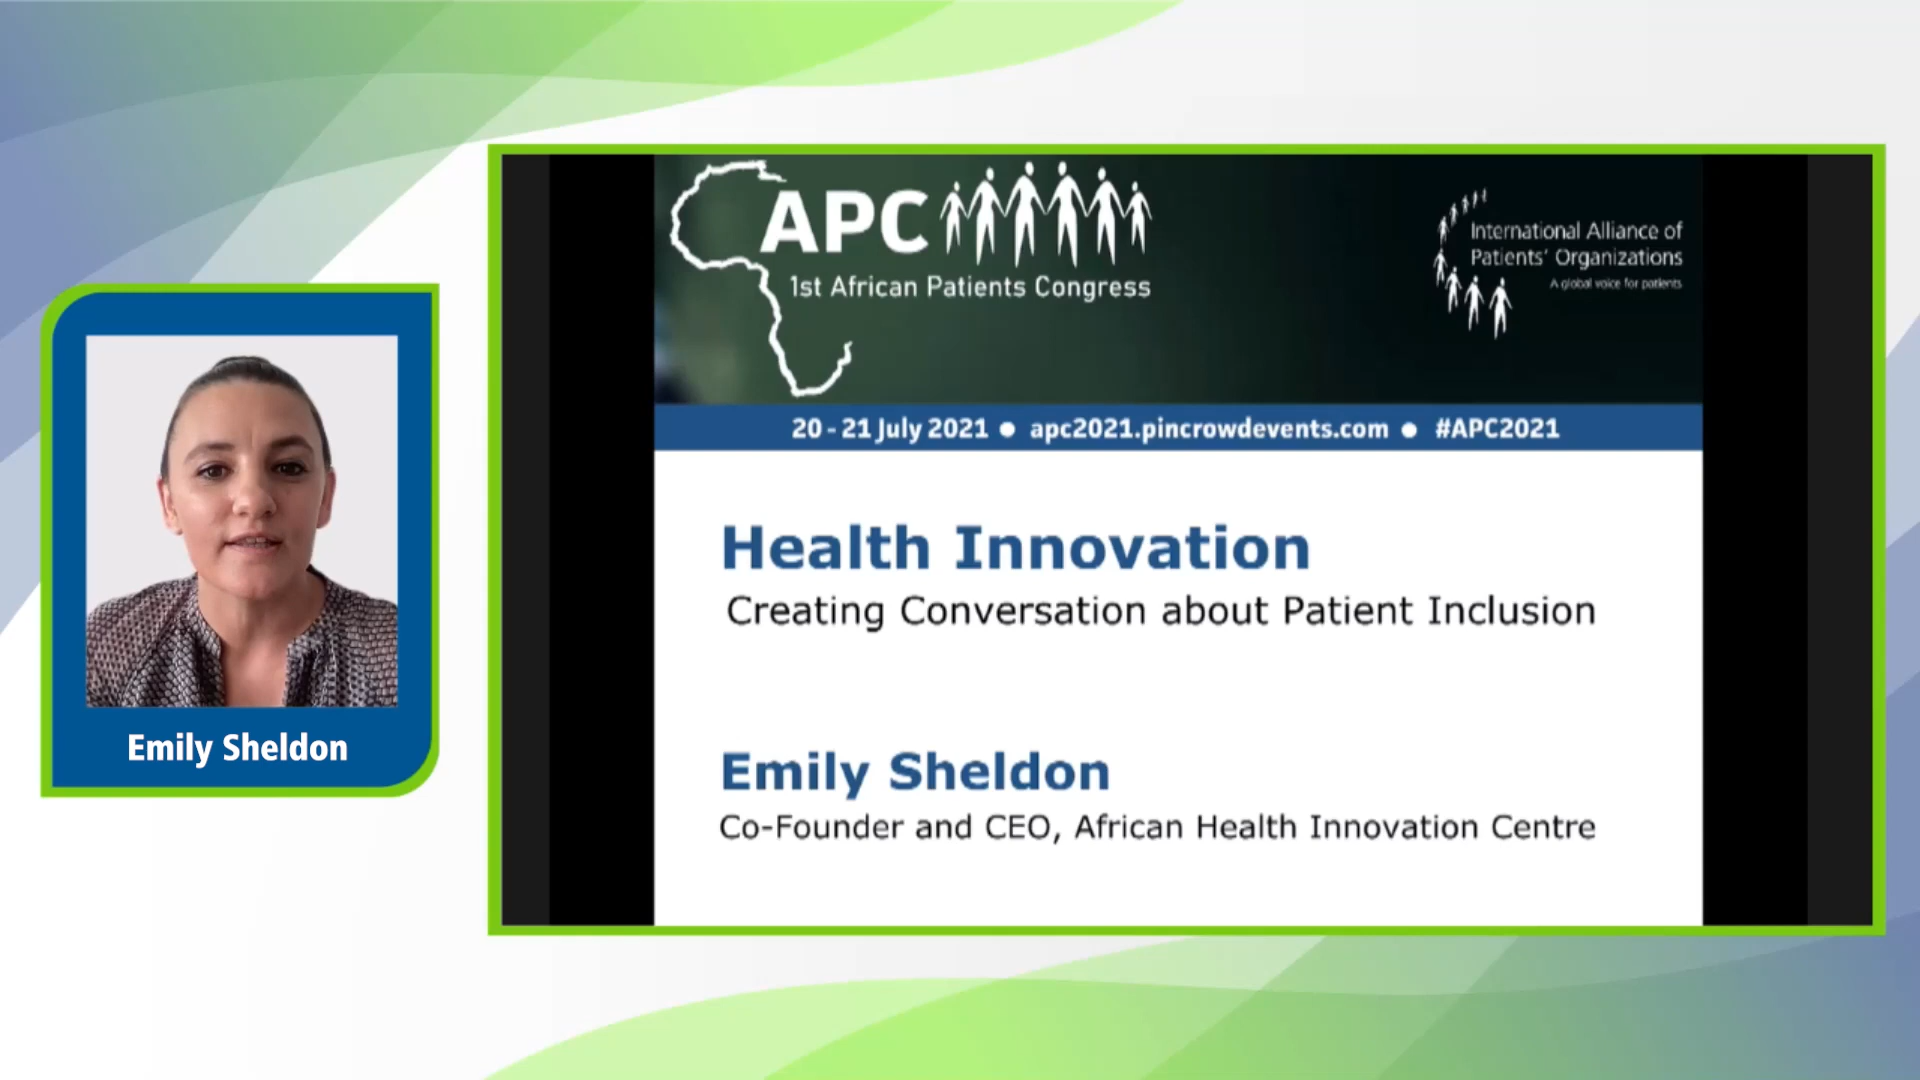 APC
1st African Patients Congress
International Alliance of
Patients' Organizations
A global voice for patients
20 - 21 July 2021 ● apc2021.pincrowdevents.com ● #APC2021
Health Innovation
Creating Conversation about Patient Inclusion
Emily Sheldon
Co-Founder and CEO, African Health Innovation Centre
Emily Sheldon